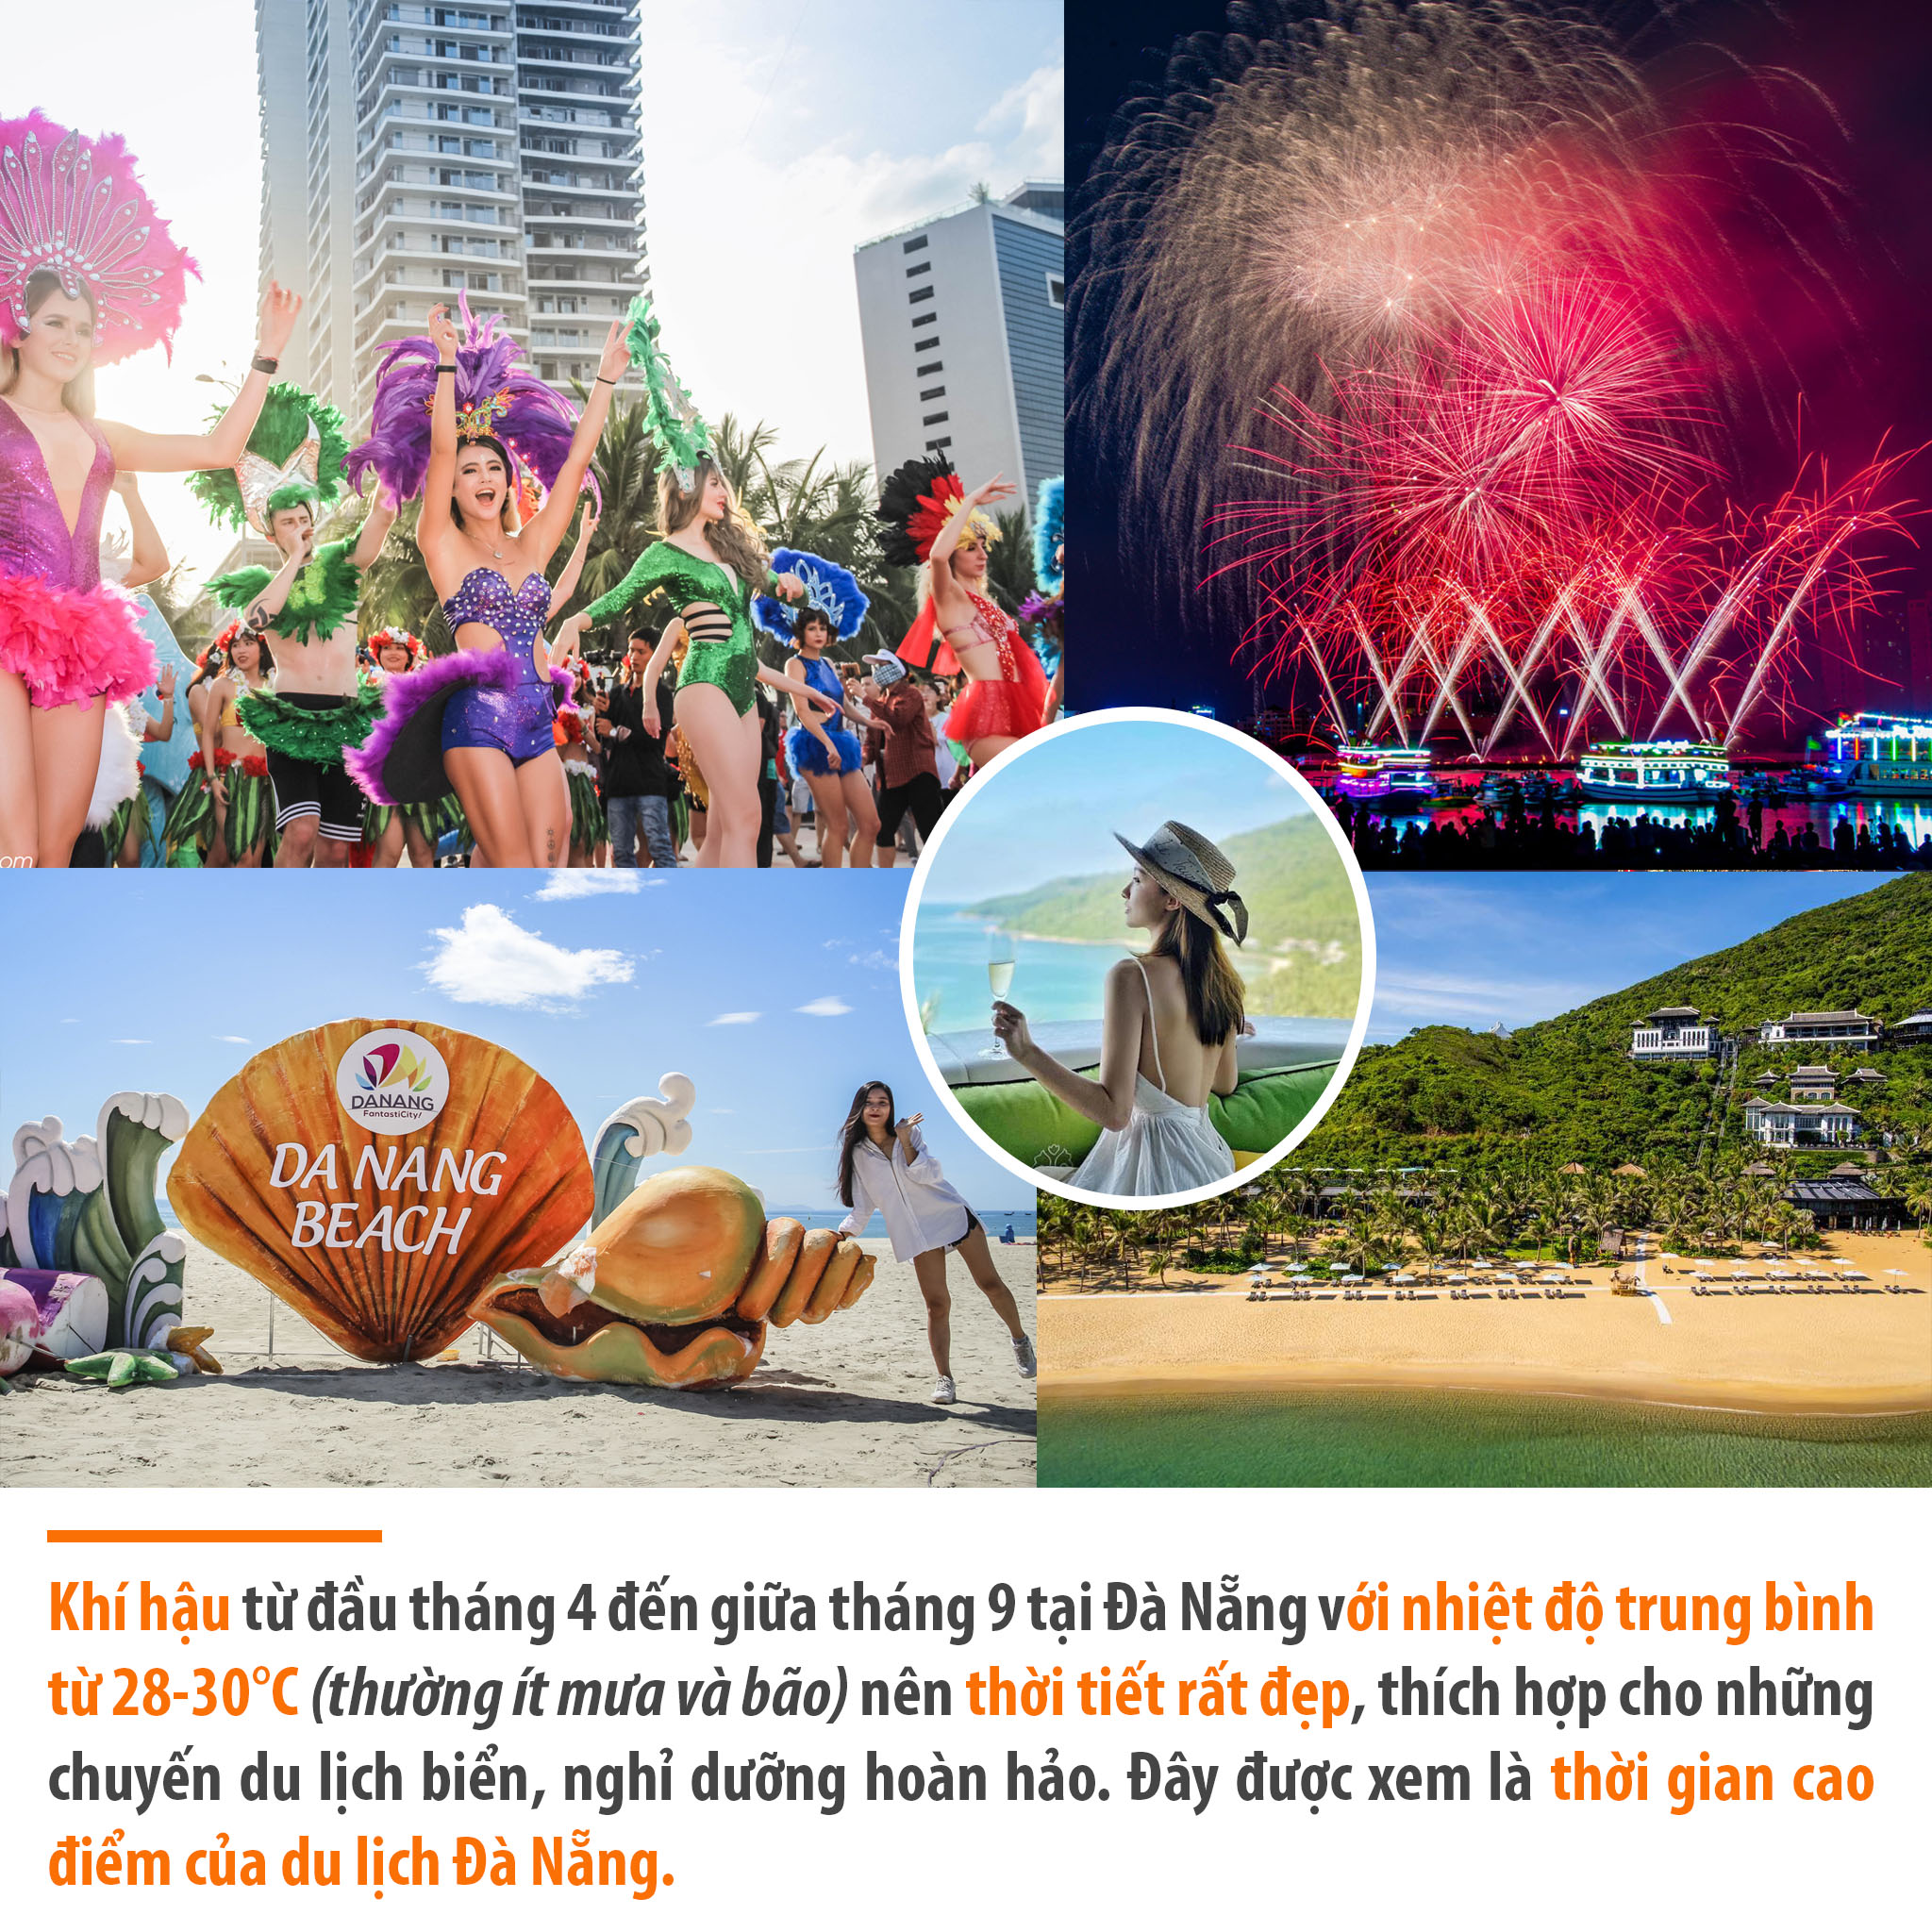 om
DANANG
FantastiCity!
DA NANG
BEACH
Khí hậu từ đầu tháng 4 đến giữa tháng 9 tại Đà Nẵng với nhiệt độ trung bình
từ 28-30°C (thường ít mưa và bão) nên thời tiết rất đẹp, thích hợp cho những
chuyến du lịch biển, nghỉ dưỡng hoàn hảo. Đây được xem là thời gian cao
điểm của du lịch Đà Nẵng.